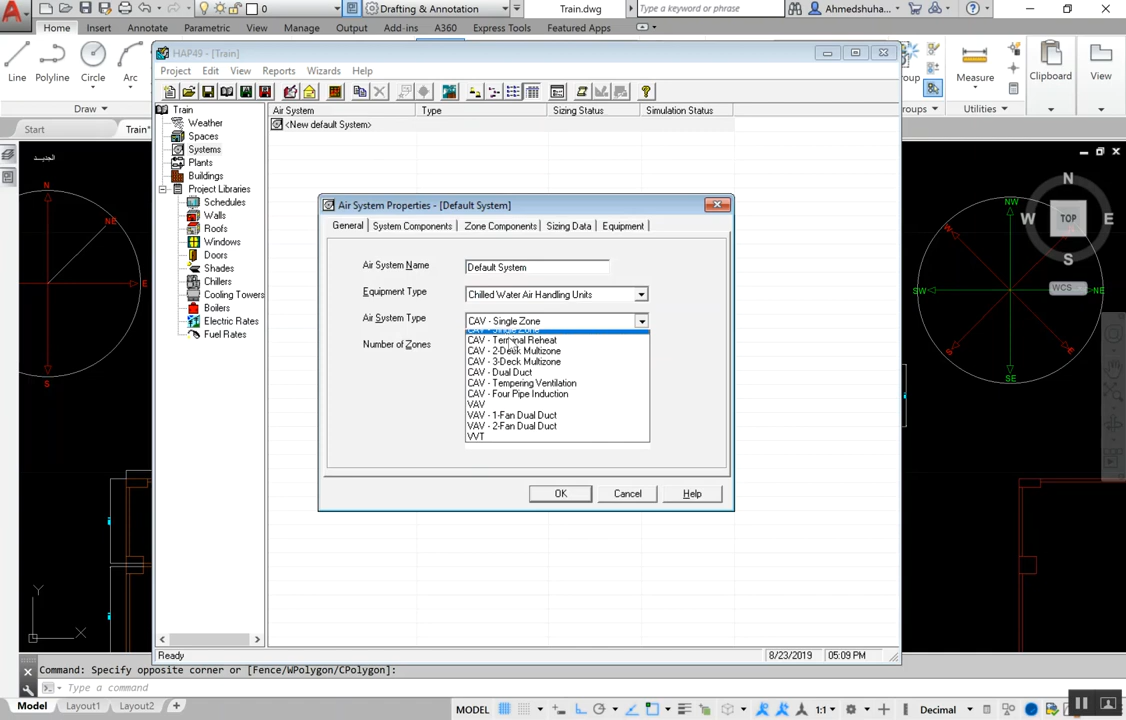 0
Drafting & Annotation
Train.dwg
Type a keyword or phrase
Ahmedshuha...
Home Insert Annotate Parametric View Manage Output Add-ins A360 Express Tools Featured Apps
Line Polyline Circle Arc
Draw
Measure
Clipboard
View
roup
roups
Utilities
Start
Train*
HAP49 - [Train]
Project Edit View Reports Wizards Help
Train
Weather
Spaces
Systems
Plants
Buildings
Project Libraries
Schedules
Walls
Roofs
Windows
Doors
Shades
Chillers
Cooling Towers
Boilers
Electric Rates
Fuel Rates
Air System Type Sizing Status Simulation Status
<New default System>
Air System Properties - [Default System]
General System Components Zone Components Sizing Data Equipment
Air System Name Default System
Equipment Type Chilled Water Air Handling Units
Air System Type CAV - Single Zone
Number of Zones
CAV - Single Zone
CAV - Terminal Reheat
CAV - 2-Deck Multizone
CAV - 3-Deck Multizone
CAV - Dual Duct
CAV - Tempering Ventilation
CAV - Four Pipe Induction
VAV
VAV - 1-Fan Dual Duct
VAV - 2-Fan Dual Duct
VVT
OK Cancel Help
Ready
8/23/2019 05:09 PM
N
NE
E
S
N
W TOP E
S
WCS
NW
NE
SW
SE
Y
X
Command: Specify opposite corner or [Fence/WPolygon/CPolygon]:
Type a command
Model Layout1 Layout2 +
MODEL
1:1
Decimal